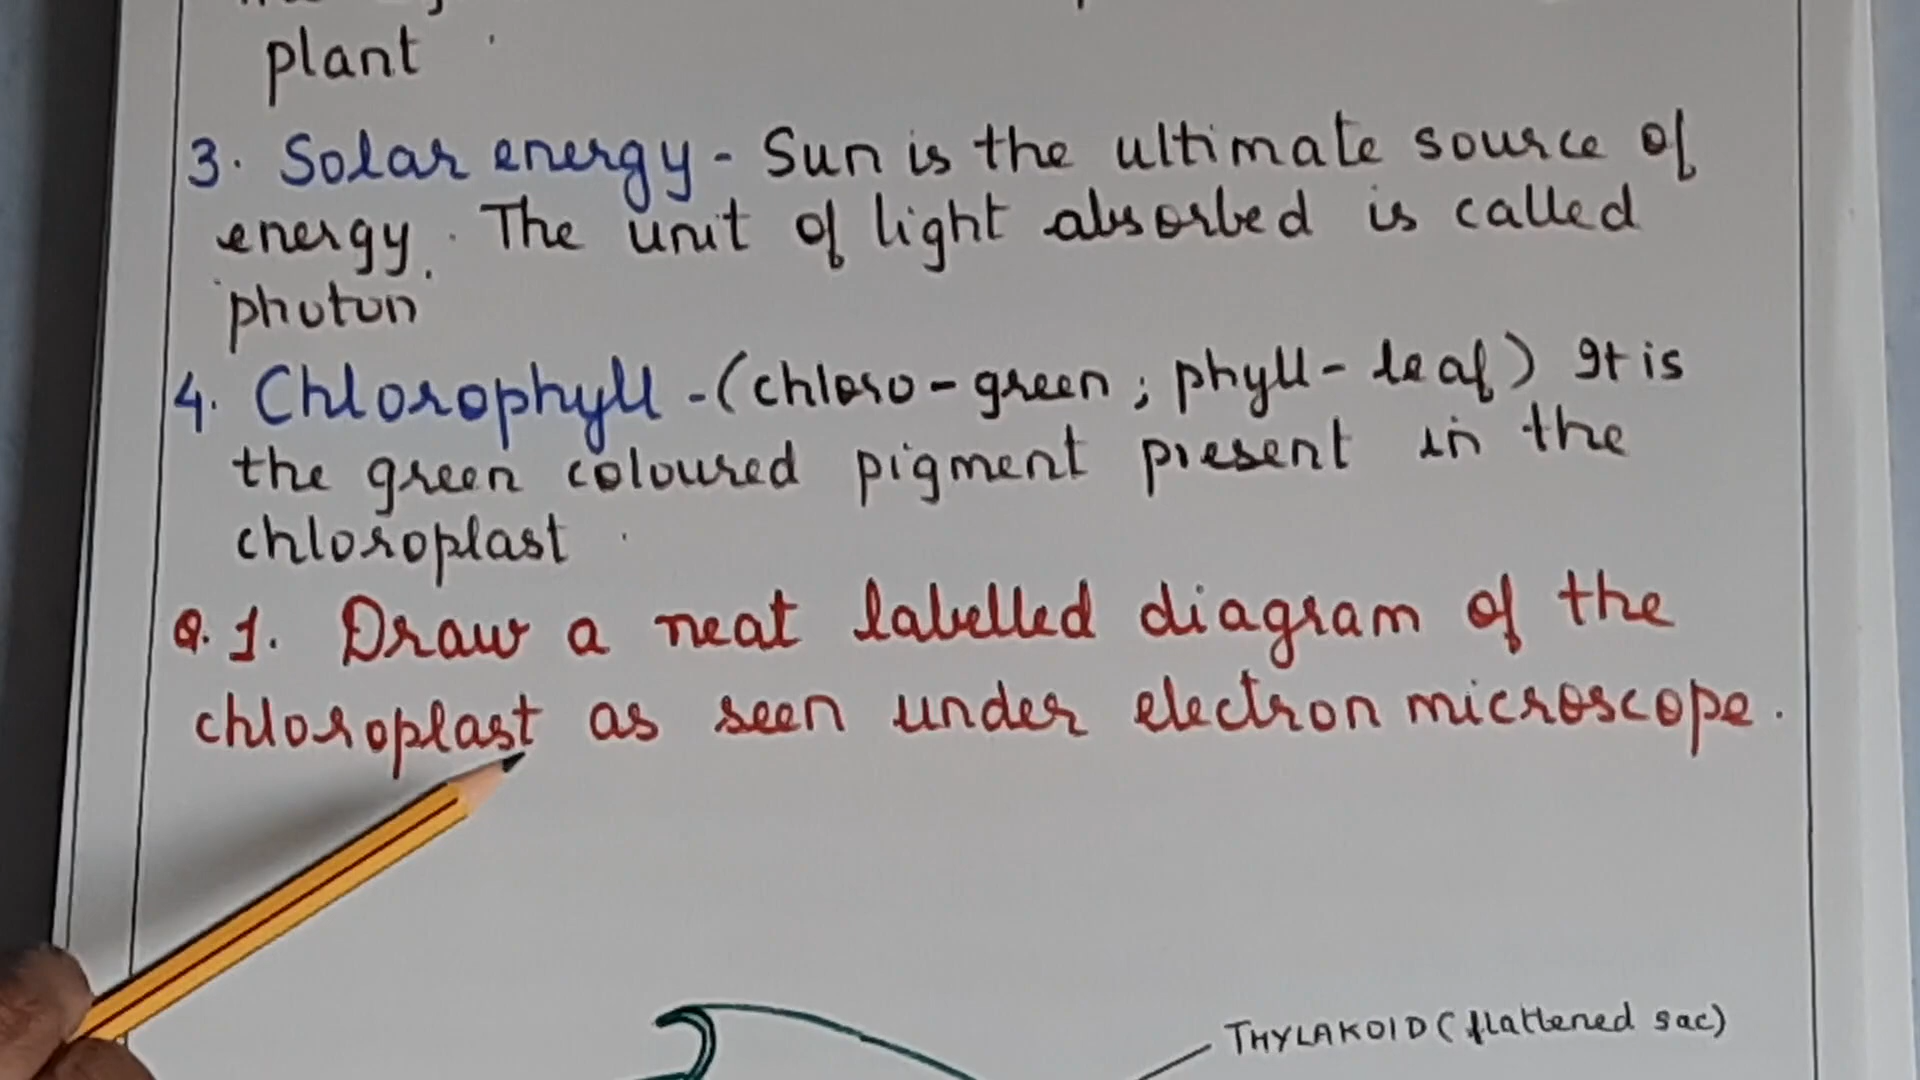 plant
3. Solar energy - Sun is the ultimate source of
energy. The unit of light absorbed is called
'photon'
4. Chlorophyll - (chloro - green ; phyll - leaf) It is
the green coloured pigment present in the
chloroplast.
Q.1. Draw a neat labelled diagram of the
chloroplast as seen under electron microscope.
THYLAKOID (flattened sac)